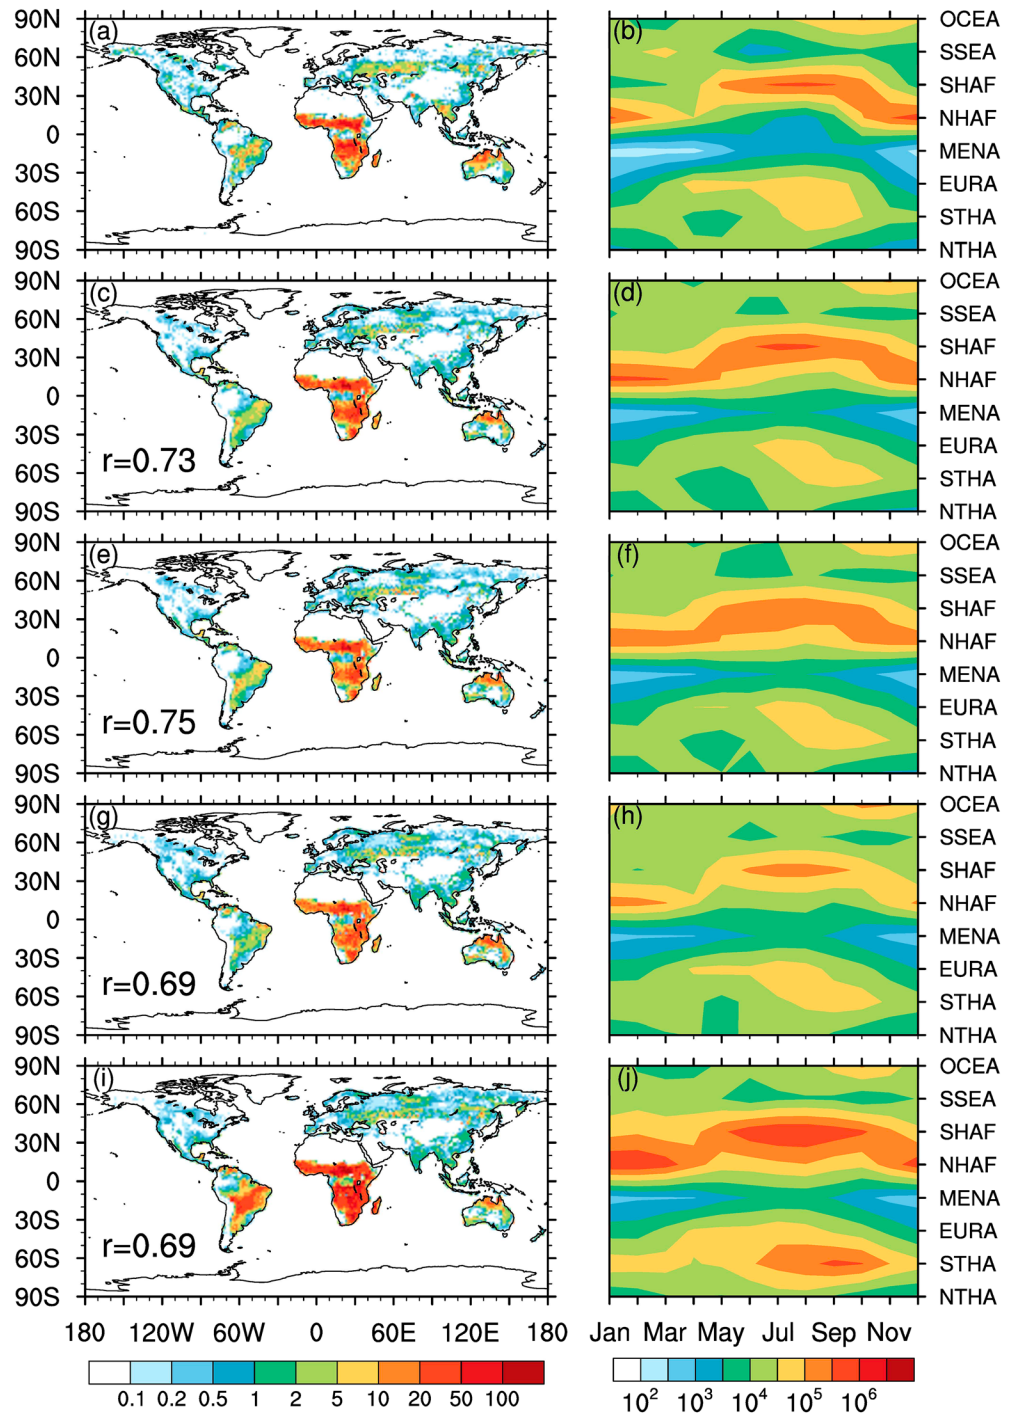 90N (a) (b) OCEA
60N SSEA
30N SHAF
0 NHAF
30S MENA
60S EURA
90S STHA
NTHA
90N (c) (d) OCEA
60N SSEA
30N SHAF
0 NHAF
30S MENA
60S r=0.73 EURA
90S STHA
NTHA
90N (e) (f) OCEA
60N SSEA
30N SHAF
0 NHAF
30S MENA
60S r=0.75 EURA
90S STHA
NTHA
90N (g) (h) OCEA
60N SSEA
30N SHAF
0 NHAF
30S MENA
60S r=0.69 EURA
90S STHA
NTHA
90N (i) (j) OCEA
60N SSEA
30N SHAF
0 NHAF
30S MENA
60S r=0.69 EURA
90S STHA
NTHA
180 120W 60W 0 60E 120E 180 Jan Mar May Jul Sep Nov
0.1 0.2 0.5 1 2 5 10 20 50 100 10² 10³ 10⁴ 10⁵ 10⁶